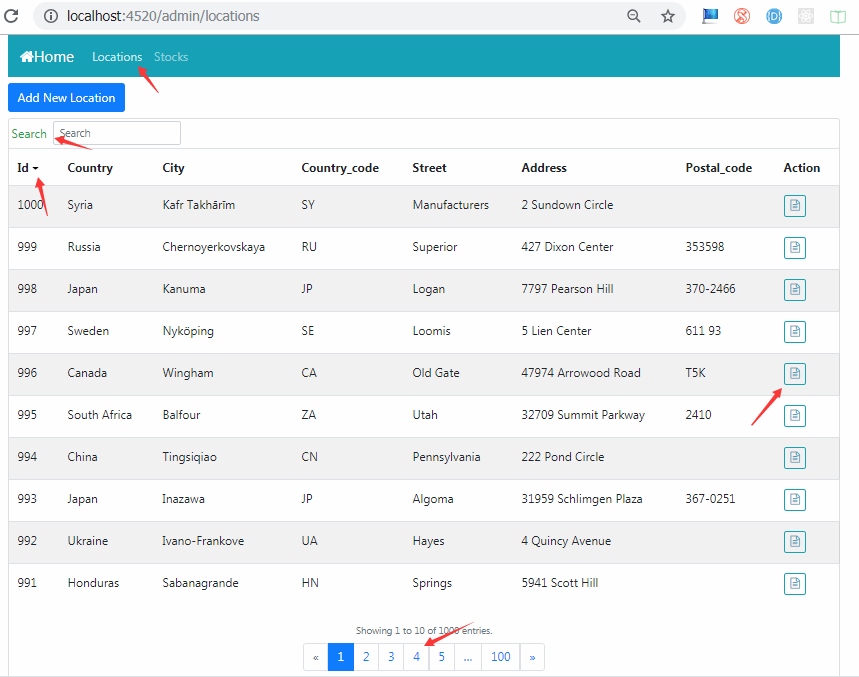 localhost:4520/admin/locations
Home Locations Stocks
Add New Location
Search Search
Id Country City Country_code Street Address Postal_code Action
1000 Syria Kafr Takhārīm SY Manufacturers 2 Sundown Circle
999 Russia Chernoyerkovskaya RU Superior 427 Dixon Center 353598
998 Japan Kanuma JP Logan 7797 Pearson Hill 370-2466
997 Sweden Nyköping SE Loomis 5 Lien Center 611 93
996 Canada Wingham CA Old Gate 47974 Arrowood Road T5K
995 South Africa Balfour ZA Utah 32709 Summit Parkway 2410
994 China Tingsiqiao CN Pennsylvania 222 Pond Circle
993 Japan Inazawa JP Algoma 31959 Schlimgen Plaza 367-0251
992 Ukraine Ivano-Frankove UA Hayes 4 Quincy Avenue
991 Honduras Sabanagrande HN Springs 5941 Scott Hill
Showing 1 to 10 of 1000 entries.
« 1 2 3 4 5 ... 100 »